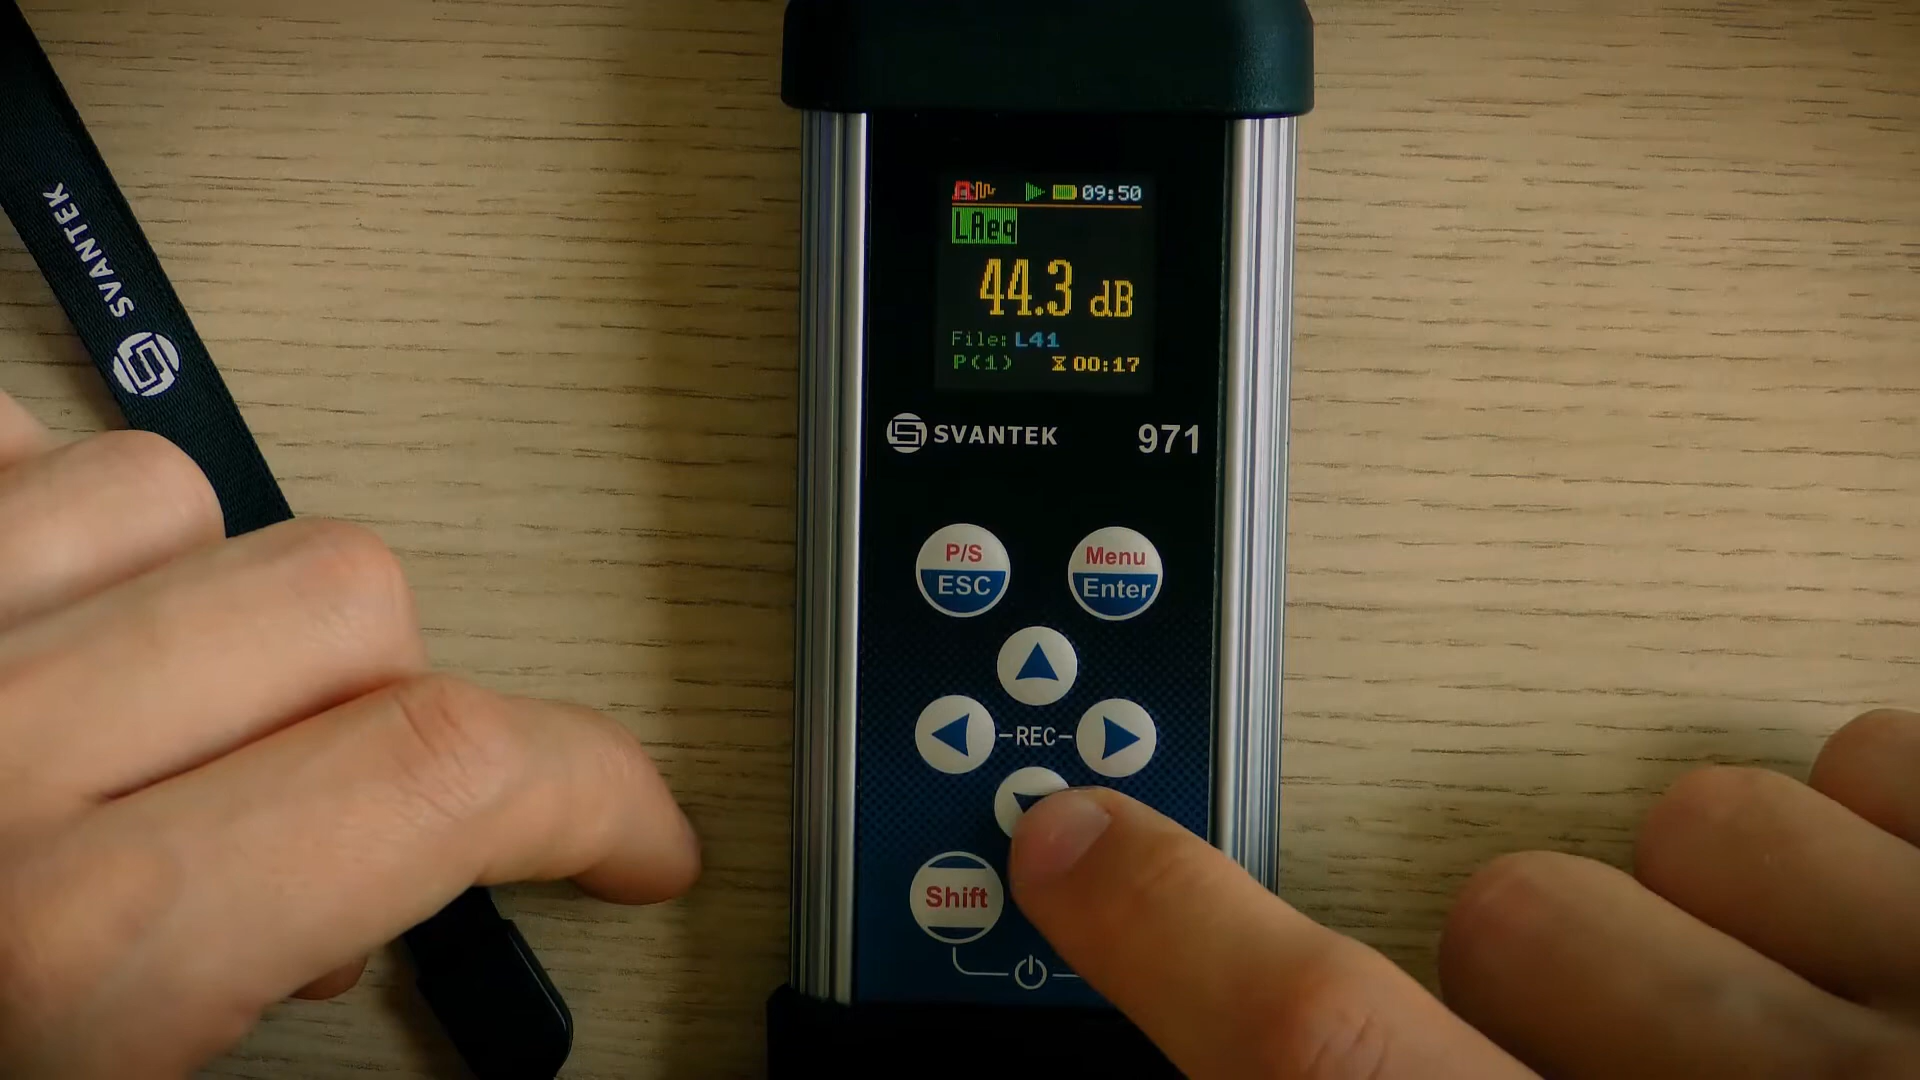 SVANTEK
09:50
LAeq
44.3 dB
File: L41
P(1) 00:17
SVANTEK 971
P/S
ESC
Menu
Enter
-REC-
Shift